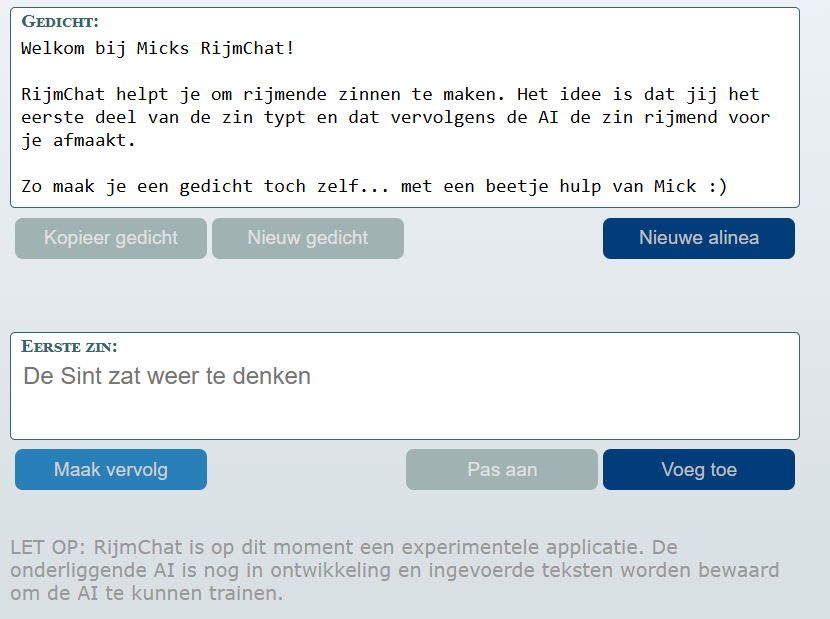 Gedicht:
Welkom bij Micks RijmChat!
RijmChat helpt je om rijmende zinnen te maken. Het idee is dat jij het
eerste deel van de zin typt en dat vervolgens de AI de zin rijmend voor
je afmaakt.
Zo maak je een gedicht toch zelf... met een beetje hulp van Mick :)
Kopieer gedicht
Nieuw gedicht
Nieuwe alinea
Eerste zin:
De Sint zat weer te denken
Maak vervolg
Pas aan
Voeg toe
LET OP: RijmChat is op dit moment een experimentele applicatie. De
onderliggende AI is nog in ontwikkeling en ingevoerde teksten worden bewaard
om de AI te kunnen trainen.